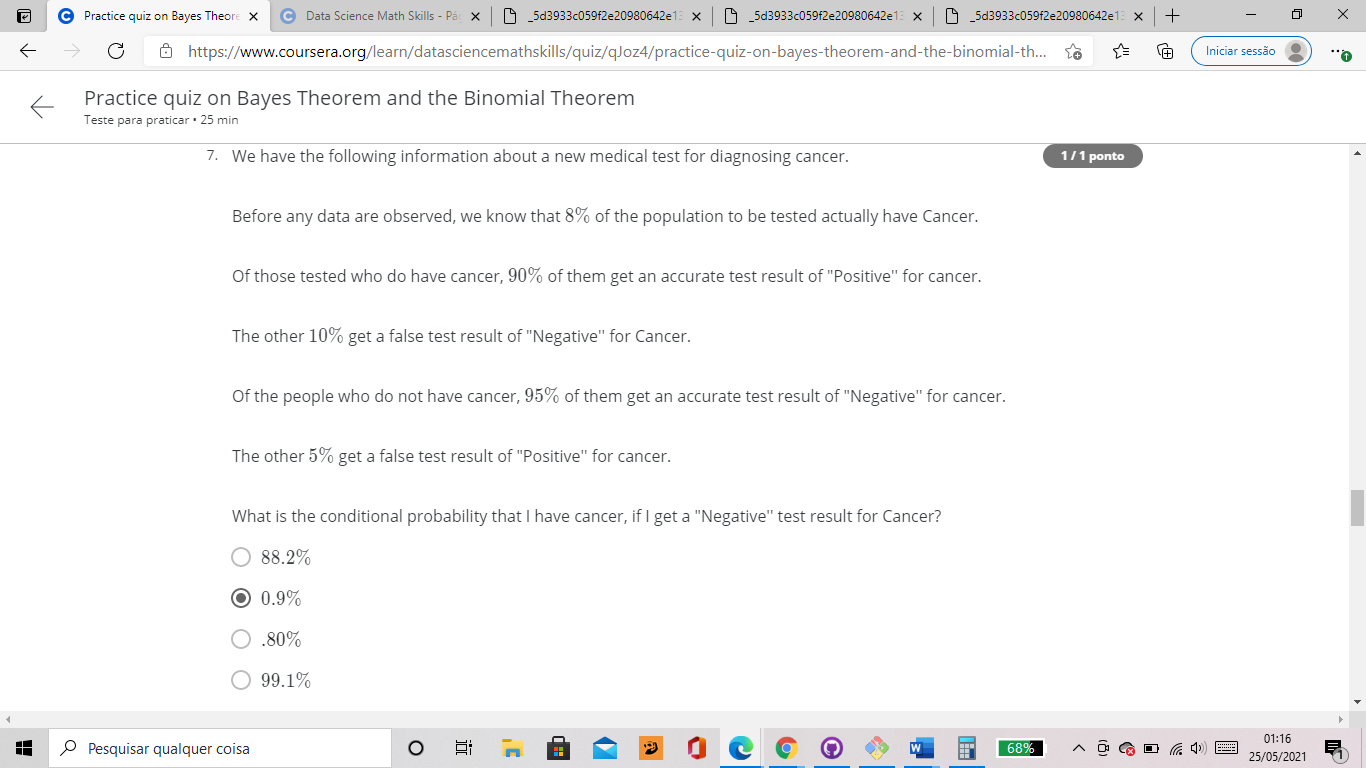 Practice quiz on Bayes Theore
Data Science Math Skills - Pá
_5d3933c059f2e20980642e13
_5d3933c059f2e20980642e13
_5d3933c059f2e20980642e13
https://www.coursera.org/learn/datasciencemathskills/quiz/qJoz4/practice-quiz-on-bayes-theorem-and-the-binomial-th...
Iniciar sessão
Practice quiz on Bayes Theorem and the Binomial Theorem
Teste para praticar • 25 min
7. We have the following information about a new medical test for diagnosing cancer.
1 / 1 ponto
Before any data are observed, we know that 8% of the population to be tested actually have Cancer.
Of those tested who do have cancer, 90% of them get an accurate test result of "Positive" for cancer.
The other 10% get a false test result of "Negative" for Cancer.
Of the people who do not have cancer, 95% of them get an accurate test result of "Negative" for cancer.
The other 5% get a false test result of "Positive" for cancer.
What is the conditional probability that I have cancer, if I get a "Negative" test result for Cancer?
88.2%
0.9%
.80%
99.1%
Pesquisar qualquer coisa
68%
01:16
25/05/2021
1